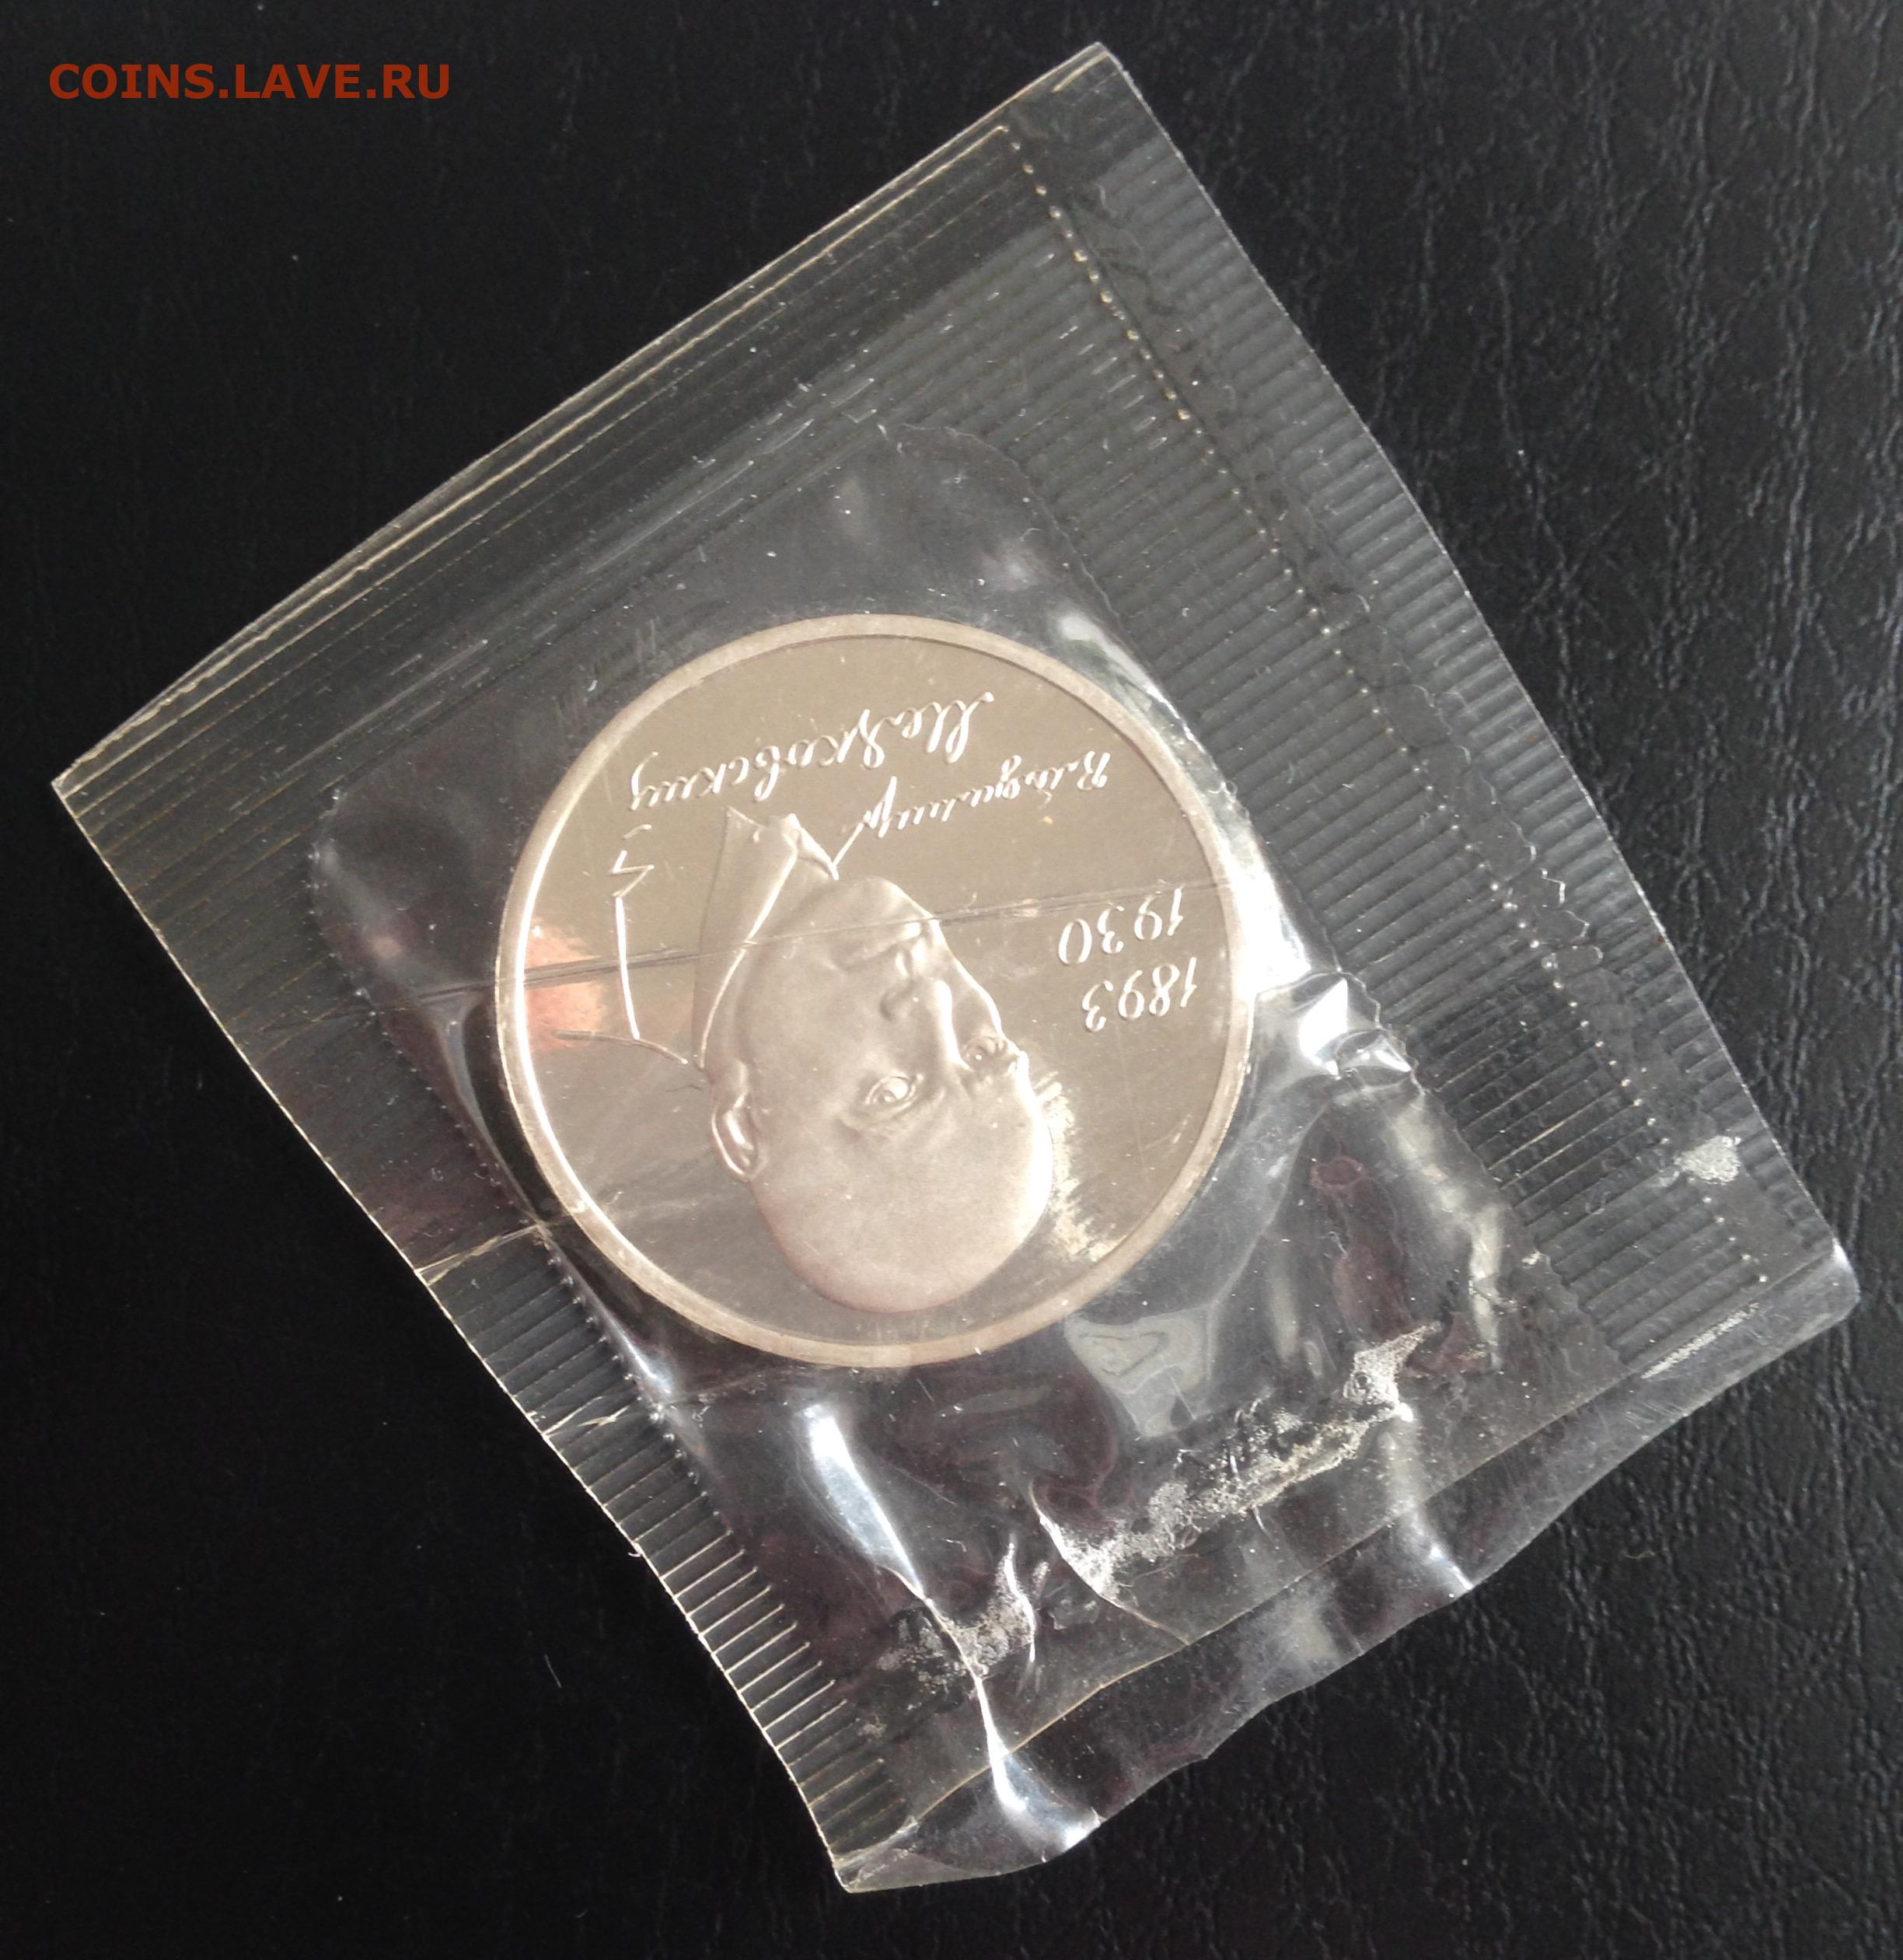 COINS.LAVE.RU
1893
1930
Владимир
Маяковский